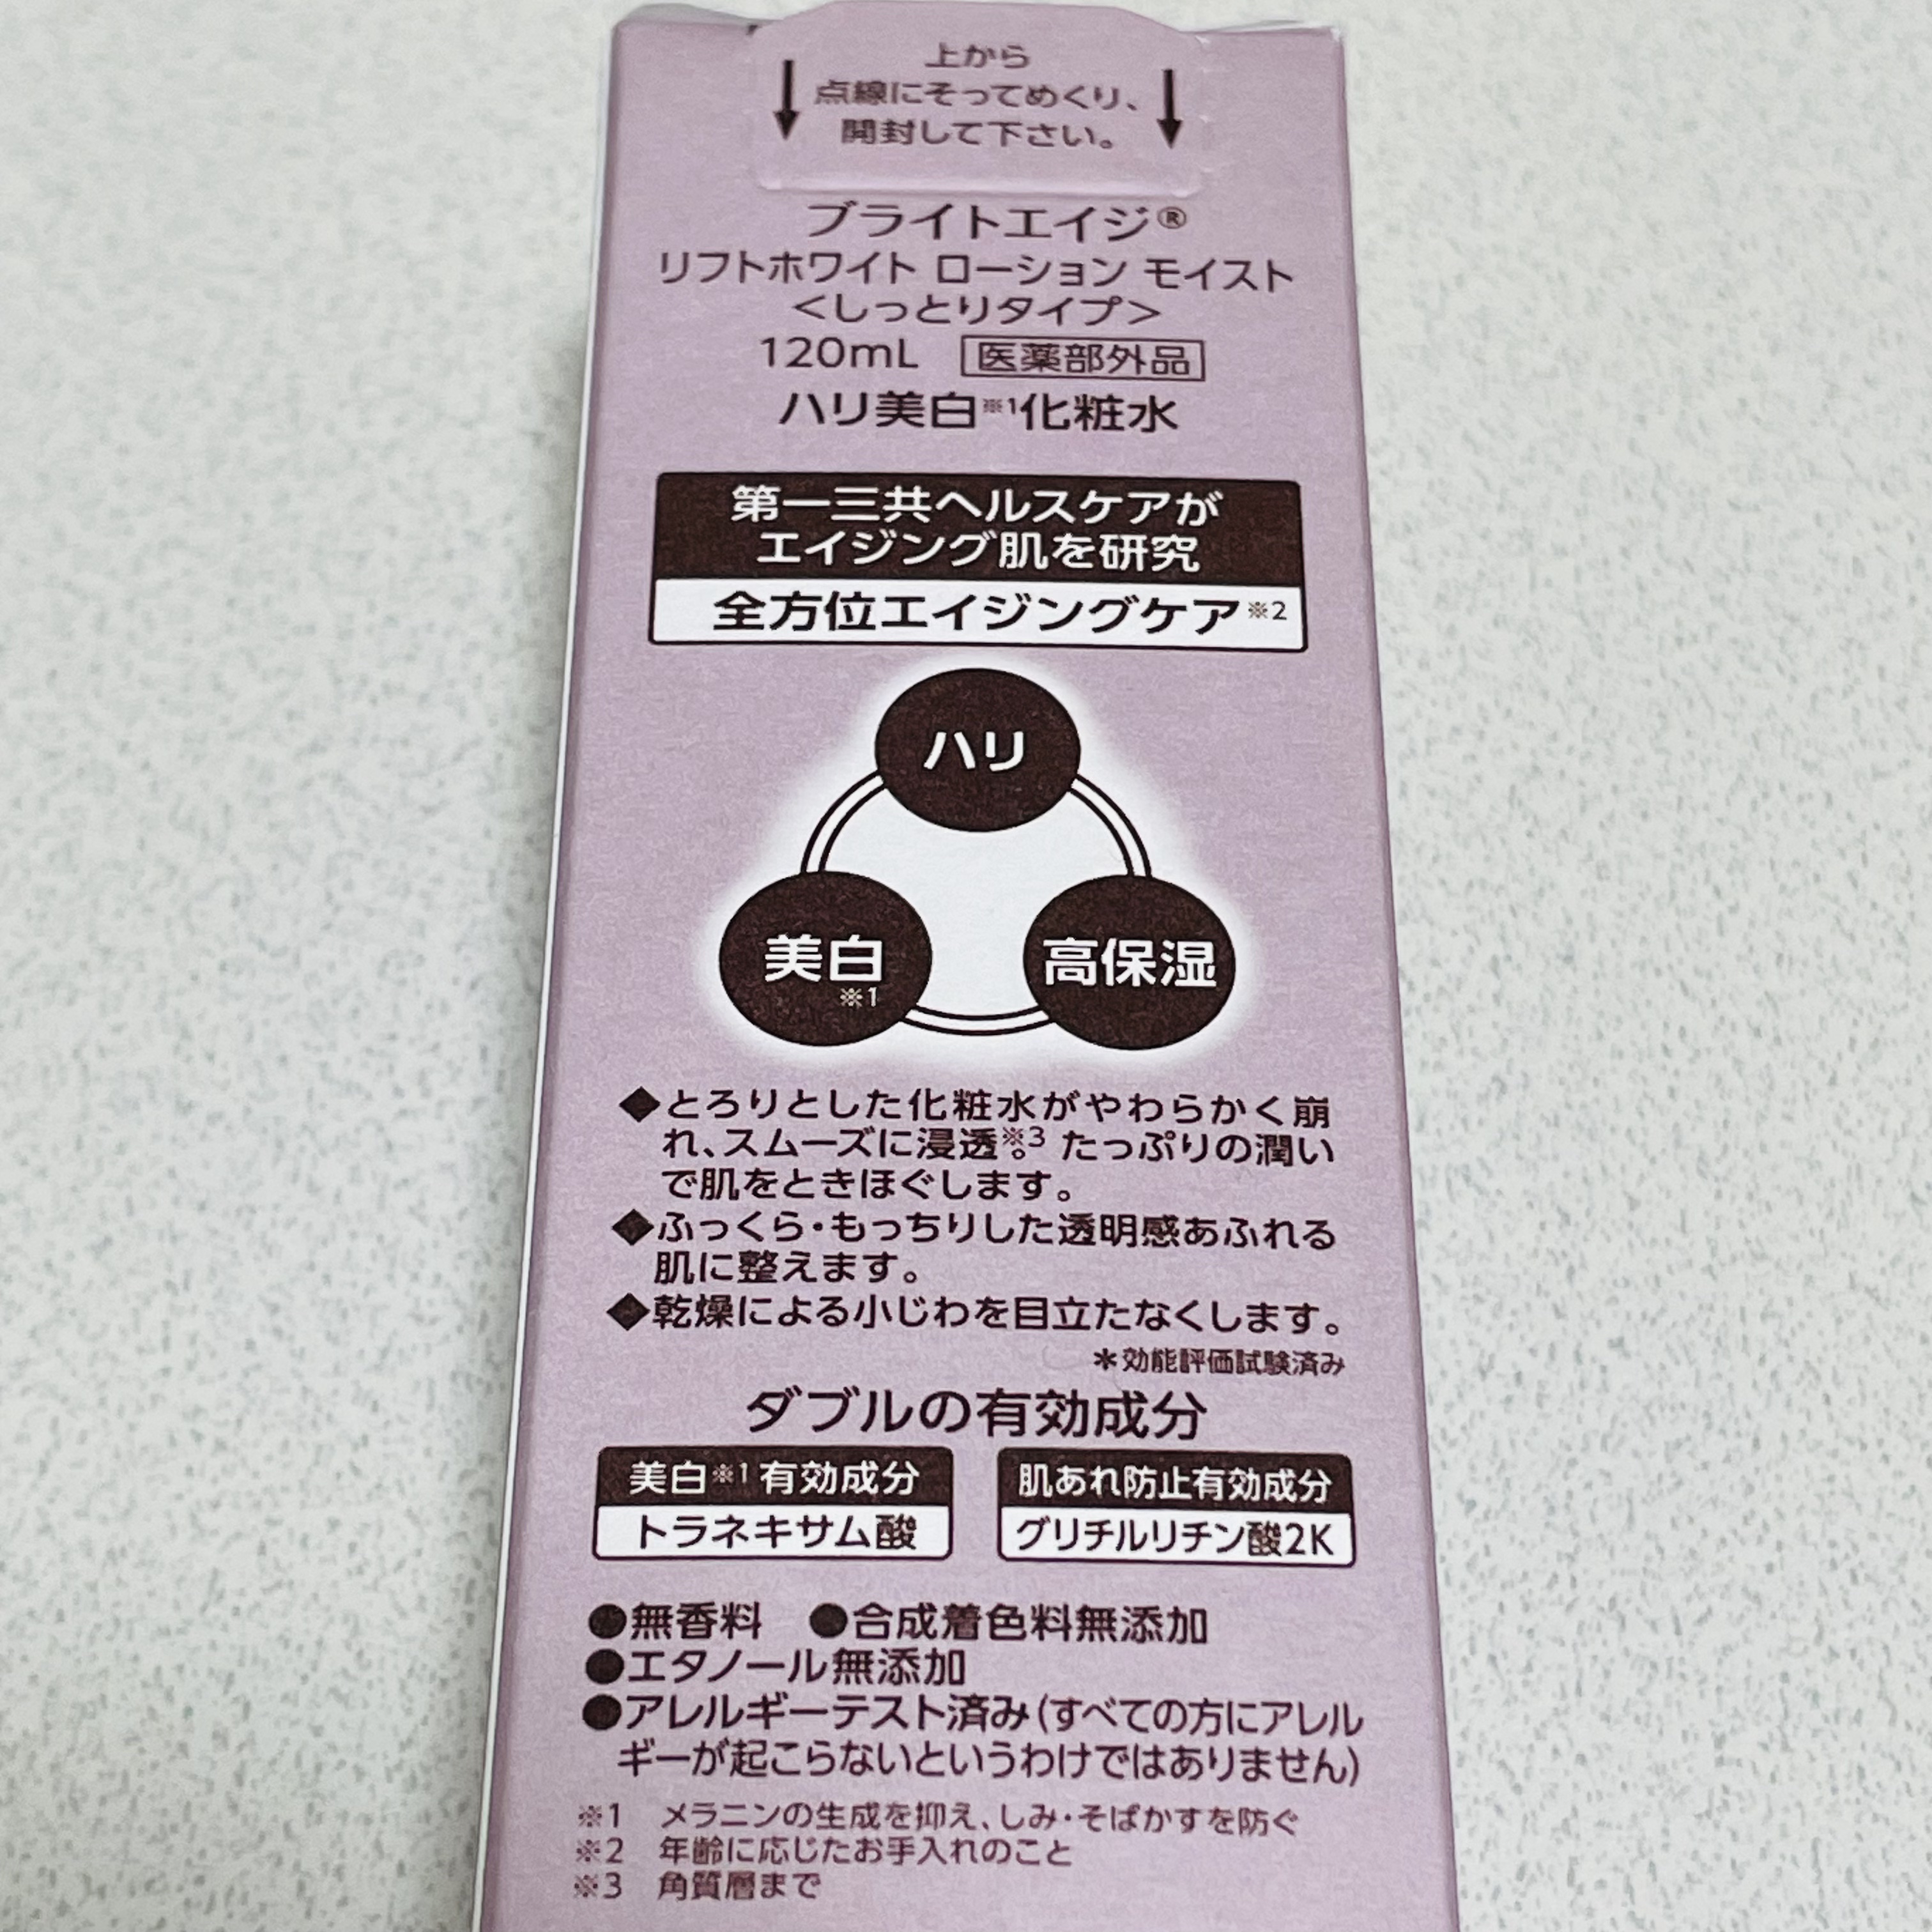 上から
点線にそってめくり、
開封して下さい。
ブライトエイジ®
リフトホワイト ローション モイスト
＜しっとりタイプ＞
120mL 医薬部外品
ハリ美白※1化粧水
第一三共ヘルスケアが
エイジング肌を研究
全方位エイジングケア※2
ハリ
美白※1
高保湿
◆とろりとした化粧水がやわらかく崩
れ、スムーズに浸透※3。たっぷりの潤い
で肌をときほぐします。
◆ふっくら・もっちりした透明感あふれる
肌に整えます。
◆乾燥による小じわを目立たなくします。
＊効能評価試験済み
ダブルの有効成分
美白※1有効成分
トラネキサム酸
肌あれ防止有効成分
グリチルリチン酸2K
●無香料 ●合成着色料無添加
●エタノール無添加
●アレルギーテスト済み(すべての方にアレル
ギーが起こらないというわけではありません)
※1 メラニンの生成を抑え、しみ・そばかすを防ぐ
※2 年齢に応じたお手入れのこと
※3 角質層まで